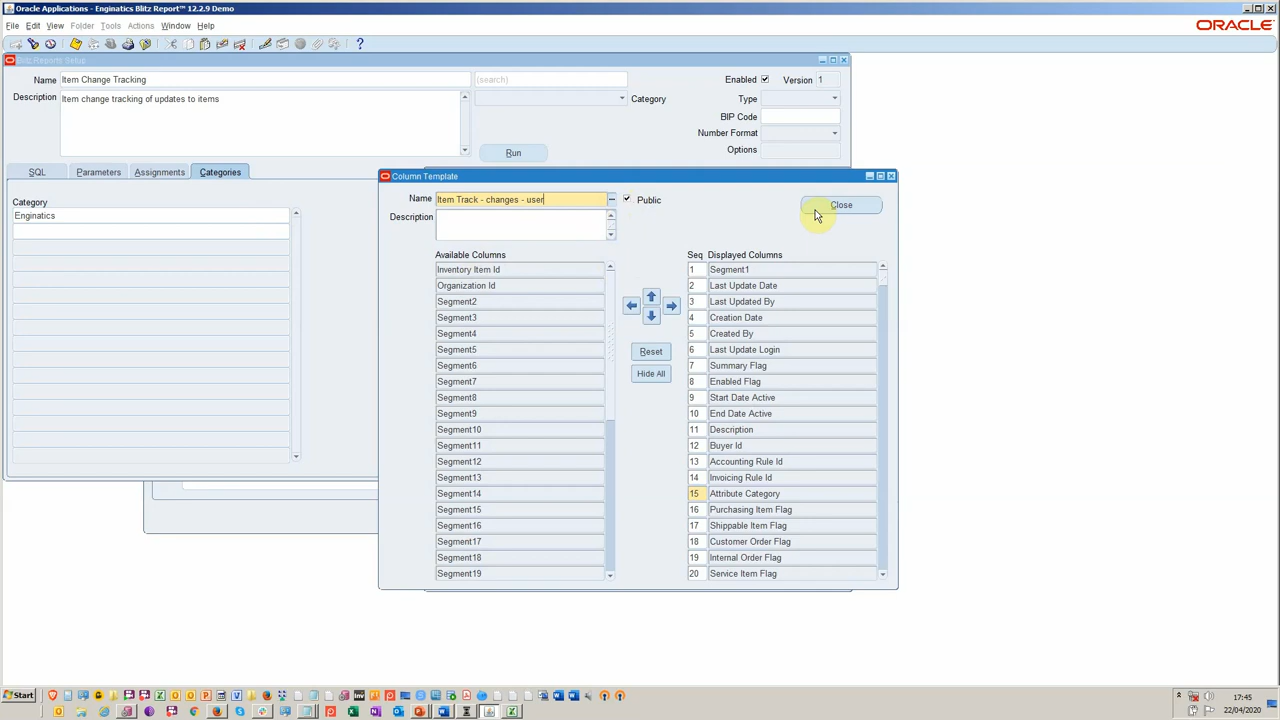 Oracle Applications - Enginatics Blitz Report™ 12.2.9 Demo
File Edit View Folder Tools Actions Window Help
ORACLE
Blitz Reports Setup
Name Item Change Tracking (search) Enabled Version 1
Description Item change tracking of updates to items Category Type
BIP Code
Number Format
Options
Run
SQL Parameters Assignments Categories
Category
Enginatics
Column Template
Name Item Track - changes - user Public Close
Description
Available Columns Seq Displayed Columns
Inventory Item Id 1 Segment1
Organization Id 2 Last Update Date
Segment2 3 Last Updated By
Segment3 4 Creation Date
Segment4 5 Created By
Segment5 Reset 6 Last Update Login
Segment6 7 Summary Flag
Segment7 Hide All 8 Enabled Flag
Segment8 9 Start Date Active
Segment9 10 End Date Active
Segment10 11 Description
Segment11 12 Buyer Id
Segment12 13 Accounting Rule Id
Segment13 14 Invoicing Rule Id
Segment14 15 Attribute Category
Segment15 16 Purchasing Item Flag
Segment16 17 Shippable Item Flag
Segment17 18 Customer Order Flag
Segment18 19 Internal Order Flag
Segment19 20 Service Item Flag
Start 17:45
22/04/2020